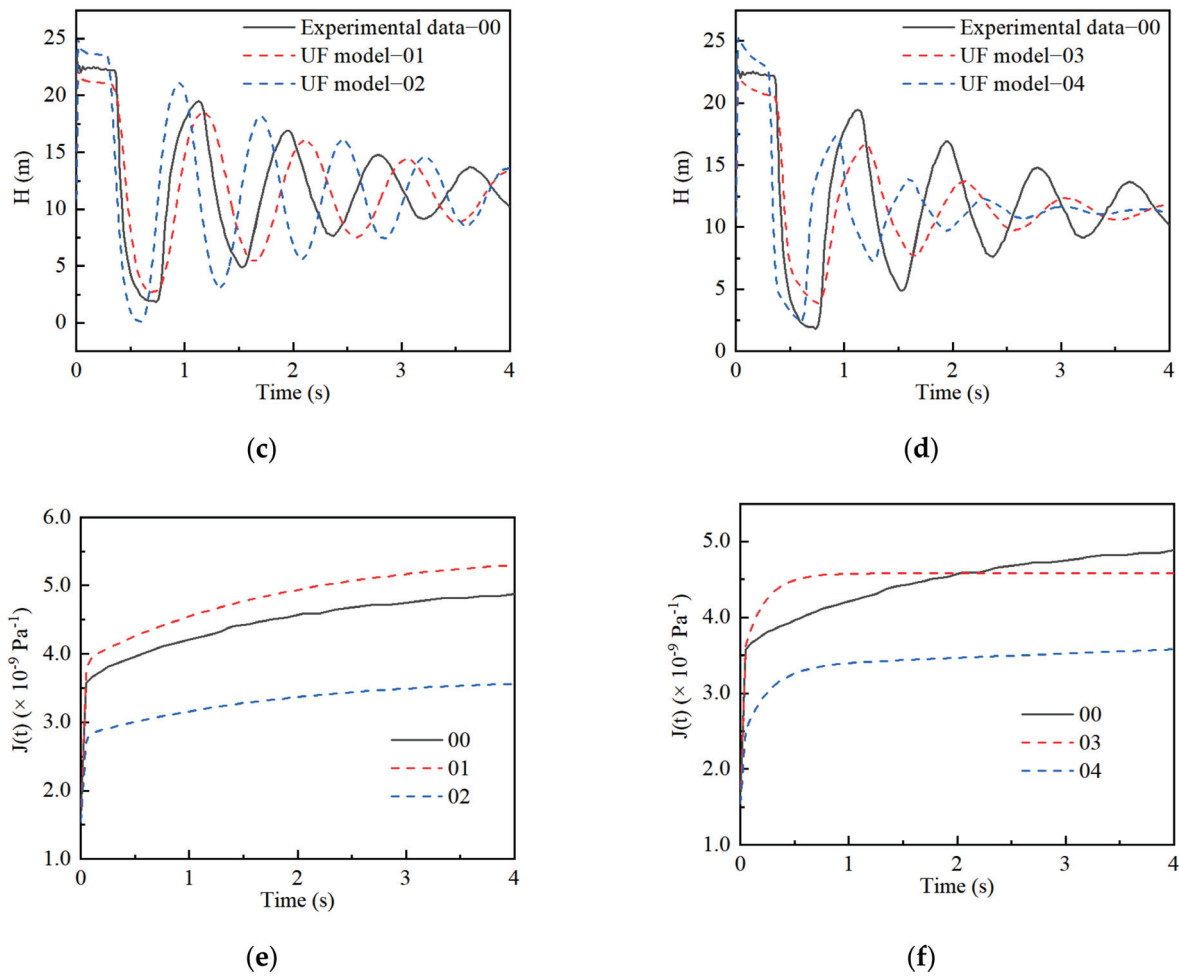 Experimental data−00
UF model−01
UF model−02
25
20
15
10
5
0
H (m)
0 1 2 3 4
Time (s)
(c)
Experimental data−00
UF model−03
UF model−04
25
20
15
10
5
0
H (m)
0 1 2 3 4
Time (s)
(d)
6.0
5.0
4.0
3.0
2.0
1.0
J(t) (× 10⁻⁹ Pa⁻¹)
00
01
02
0 1 2 3 4
Time (s)
(e)
5.0
4.0
3.0
2.0
1.0
J(t) (× 10⁻⁹ Pa⁻¹)
00
03
04
0 1 2 3 4
Time (s)
(f)